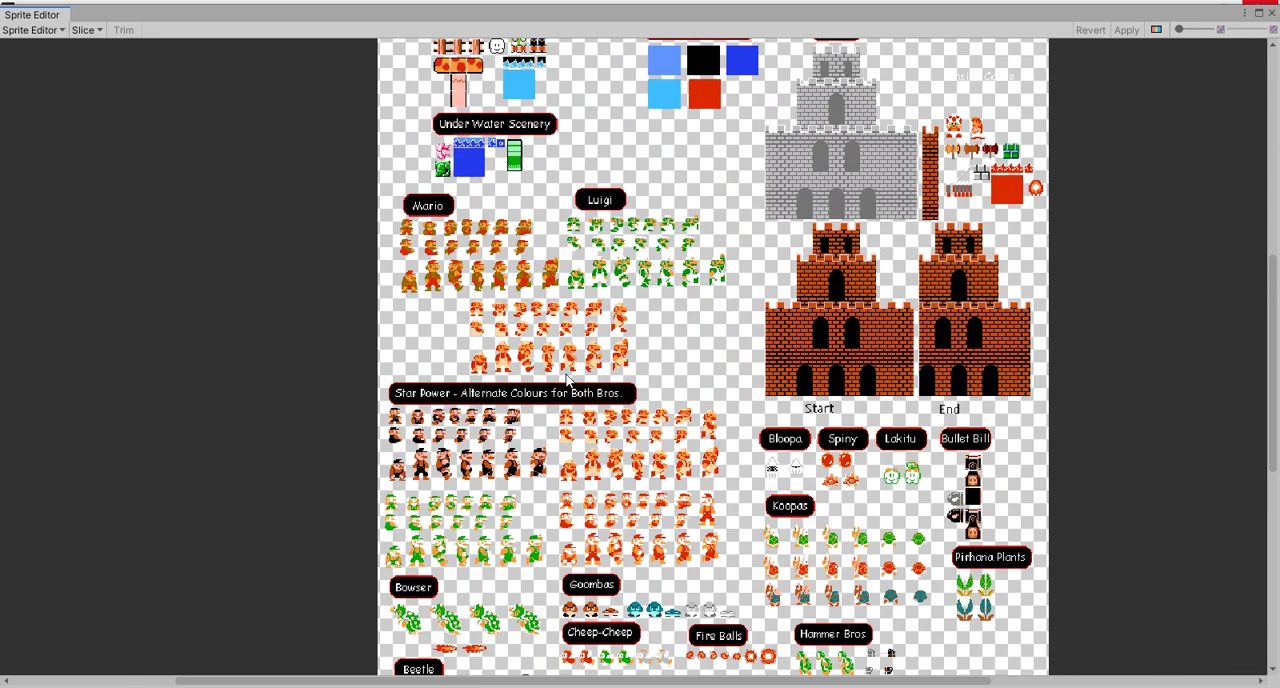 Sprite Editor
Sprite Editor Slice Trim Revert Apply
Under Water Scenery
Mario
Luigi
Star Power - Alternate Colours for Both Bros.
Start End
Bloopa Spiny Lakitu Bullet Bill
Koopas
Pirhana Plants
Bowser
Goombas
Cheep-Cheep
Fire Balls
Hammer Bros
Beetle